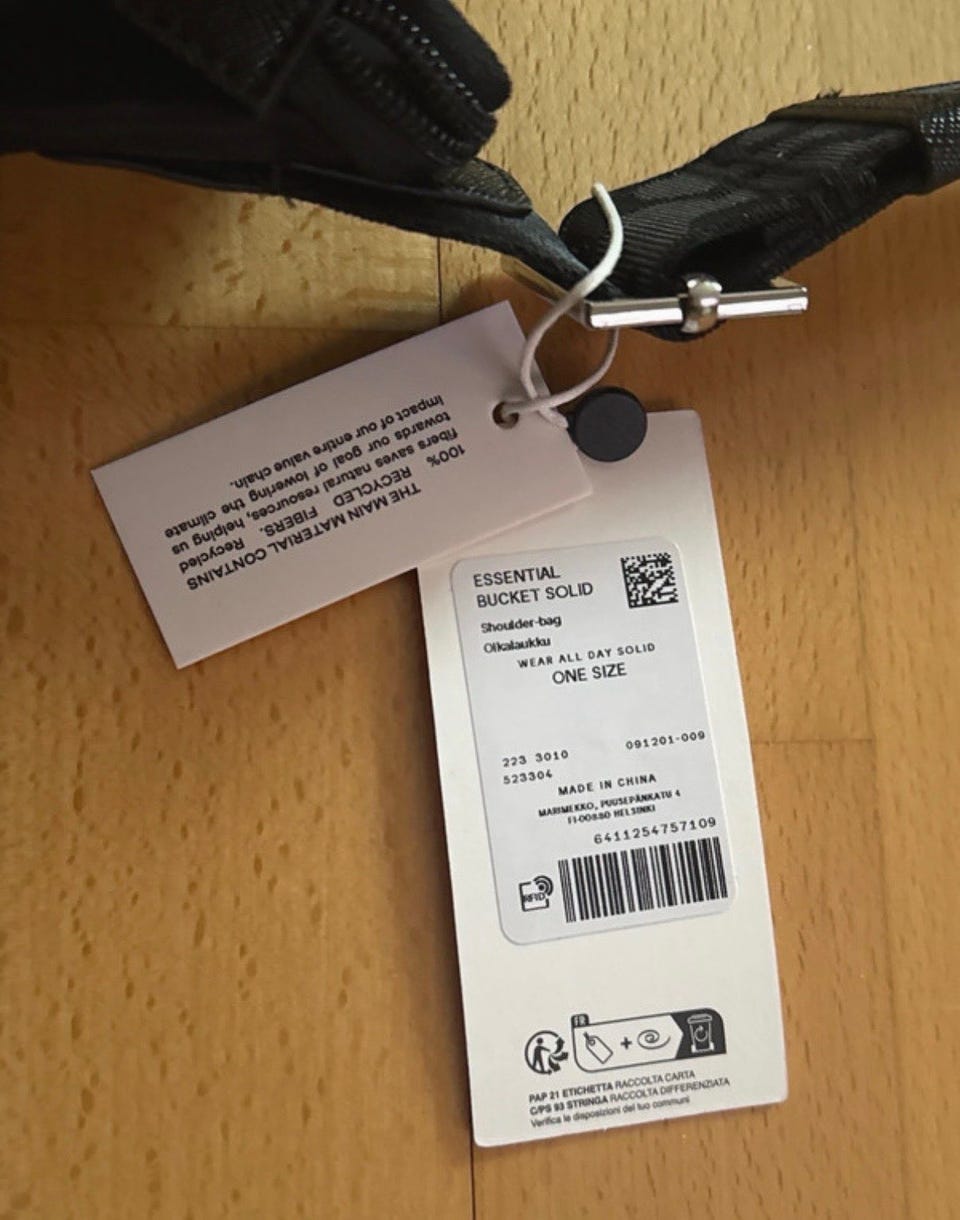 THE MAIN MATERIAL CONTAINS
100% RECYCLED FIBERS. Recycled
fibers saves natural resources, helping us
towards our goal of lowering the climate
impact of our entire value chain.
ESSENTIAL
BUCKET SOLID
Shoulder-bag
Olkalaukku
WEAR ALL DAY SOLID
ONE SIZE
223 3010 091201-009
523304
MADE IN CHINA
MARIMEKKO, PUUSEPÄNKATU 4
FI-00880 HELSINKI
6411254757109
RFID
FR
+
PAP 21 ETICHETTA RACCOLTA CARTA
C/PS 93 STRINGA RACCOLTA DIFFERENZIATA
Verifica le disposizioni del tuo comuni